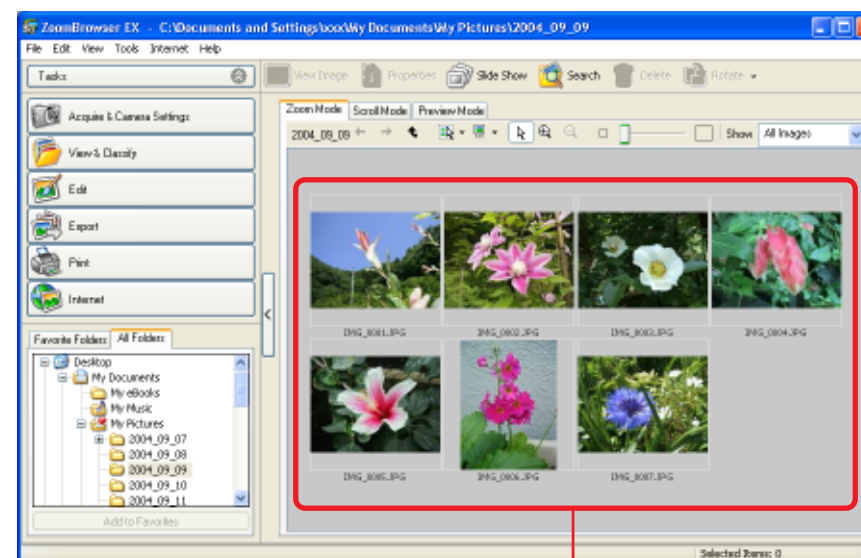 ZoomBrowser EX - C:\Documents and Settings\xxx\My Documents\My Pictures\2004_09_09
File Edit View Tools Internet Help
Tasks
View Image Properties Slide Show Search Delete Rotate
Acquire & Camera Settings
View & Classify
Edit
Export
Print
Internet
Zoom Mode Scroll Mode Preview Mode
2004_09_09
Show All Images
IMG_0001.JPG IMG_0002.JPG IMG_0003.JPG IMG_0004.JPG
IMG_0005.JPG IMG_0006.JPG IMG_0007.JPG
Favorite Folders All Folders
Desktop
My Documents
My eBooks
My Music
My Pictures
2004_09_07
2004_09_08
2004_09_09
2004_09_10
2004_09_11
Add to Favorites
Selected Items: 0